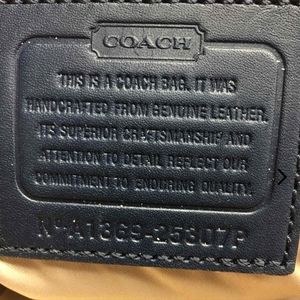 COACH
THIS IS A COACH BAG. IT WAS
HANDCRAFTED FROM GENUINE LEATHER.
ITS SUPERIOR CRAFTSMANSHIP AND
ATTENTION TO DETAIL REFLECT OUR
COMMITMENT TO ENDURING QUALITY.
Nº A1369-25307P